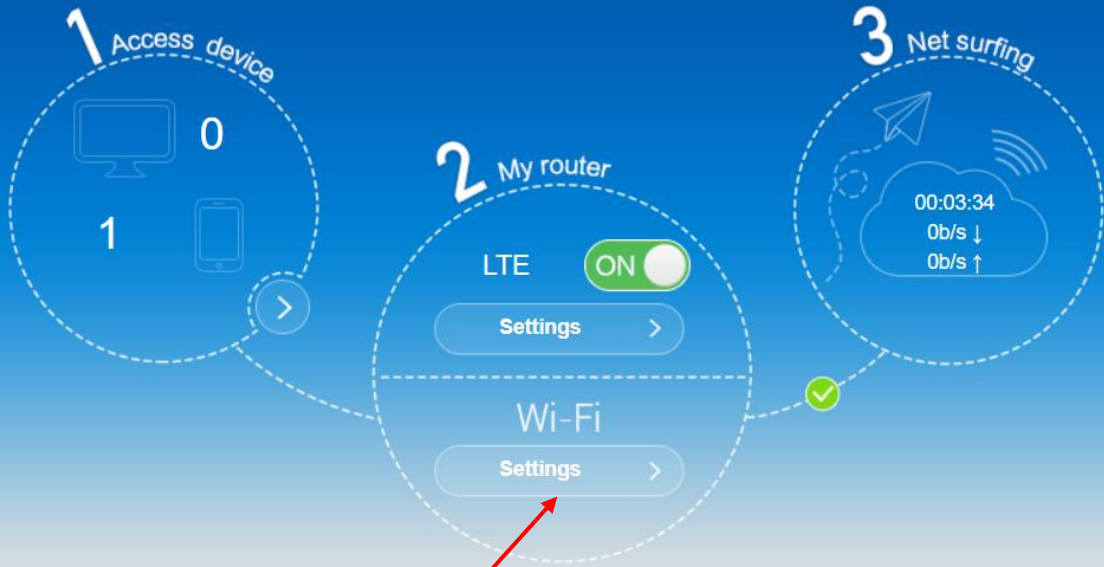 1 Access device
0
1
2 My router
LTE ON
Settings
Wi-Fi
Settings
3 Net surfing
00:03:34
0b/s ↓
0b/s ↑